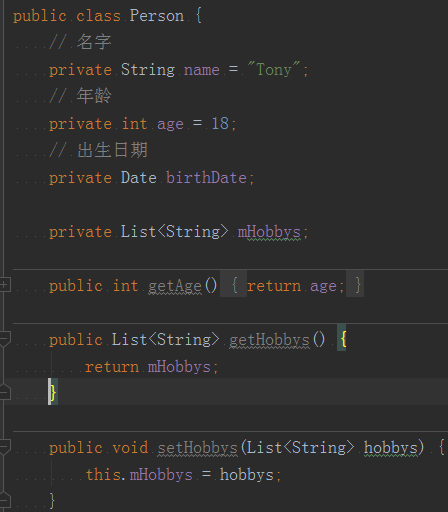 public class Person {
// 名字
private String name = "Tony";
// 年龄
private int age = 18;
// 出生日期
private Date birthDate;
private List<String> mHobbys;
public int getAge() { return age; }
public List<String> getHobbys() {
return mHobbys;
}
public void setHobbys(List<String> hobbys) {
this.mHobbys = hobbys;
}